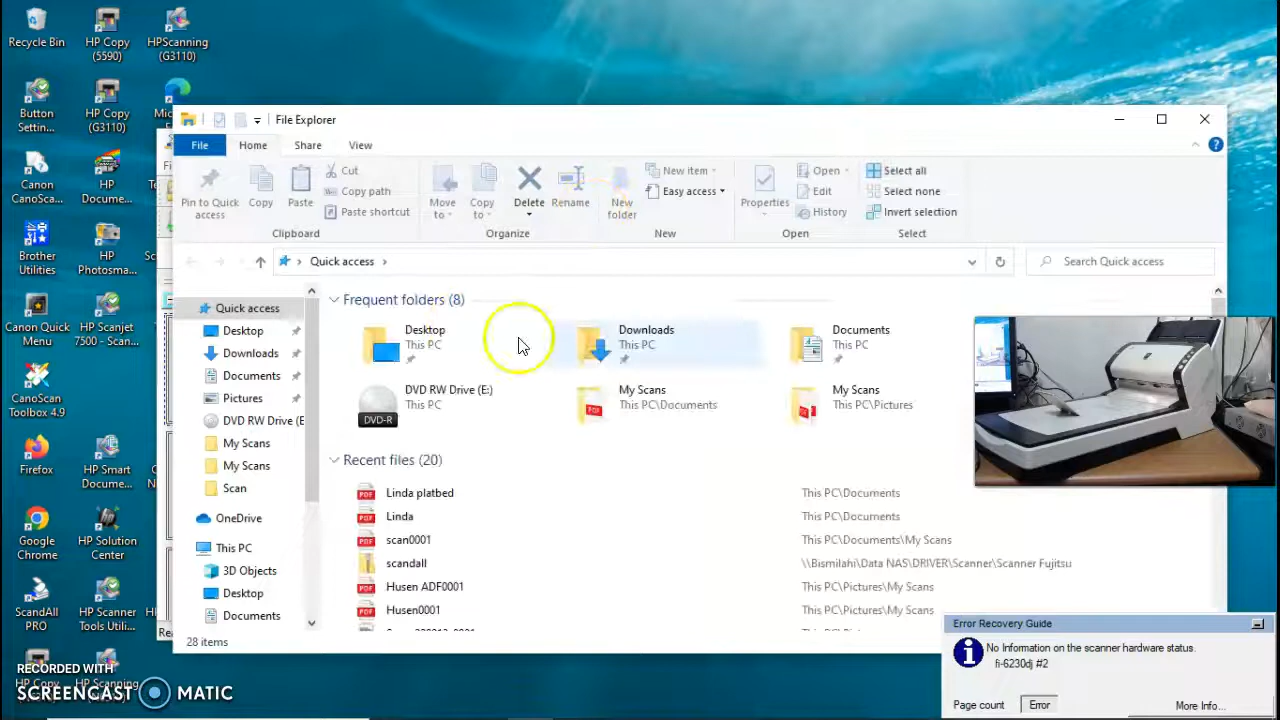 Recycle Bin
HP Copy
(5590)
HPScanning
(G3110)
Button
Settin...
HP Copy
(G3110)
Canon
CanoScan...
HP
Docume...
Brother
Utilities
HP
Photosma...
Canon Quick
Menu
HP Scanjet
7500 - Scan...
CanoScan
Toolbox 4.9
Firefox
HP Smart
Docume...
Google
Chrome
HP Solution
Center
ScandAll
PRO
HP Scanner
Tools Utili...
File Explorer
File Home Share View
Pin to Quick
access
Copy
Paste
Cut
Copy path
Paste shortcut
Clipboard
Move
to
Copy
to
Delete
Rename
Organize
New
folder
New item
Easy access
New
Properties
Open
Edit
History
Open
Select all
Select none
Invert selection
Select
Quick access
Search Quick access
Quick access
Desktop
Downloads
Documents
Pictures
DVD RW Drive (E
My Scans
My Scans
Scan
OneDrive
This PC
3D Objects
Desktop
Documents
Frequent folders (8)
Desktop
This PC
Downloads
This PC
Documents
This PC
DVD RW Drive (E:)
This PC
DVD-R
My Scans
This PC\Documents
PDF
My Scans
This PC\Pictures
Recent files (20)
Linda platbed This PC\Documents
Linda This PC\Documents
scan0001 This PC\Documents\My Scans
scandall \\Bismilahi\Data NAS\DRIVER\Scanner\Scanner Fujitsu
Husen ADF0001 This PC\Pictures\My Scans
Husen0001 This PC\Pictures\My Scans
28 items
Error Recovery Guide
No Information on the scanner hardware status.
fi-6230dj #2
Page count Error More Info...
RECORDED WITH
SCREENCAST MATIC